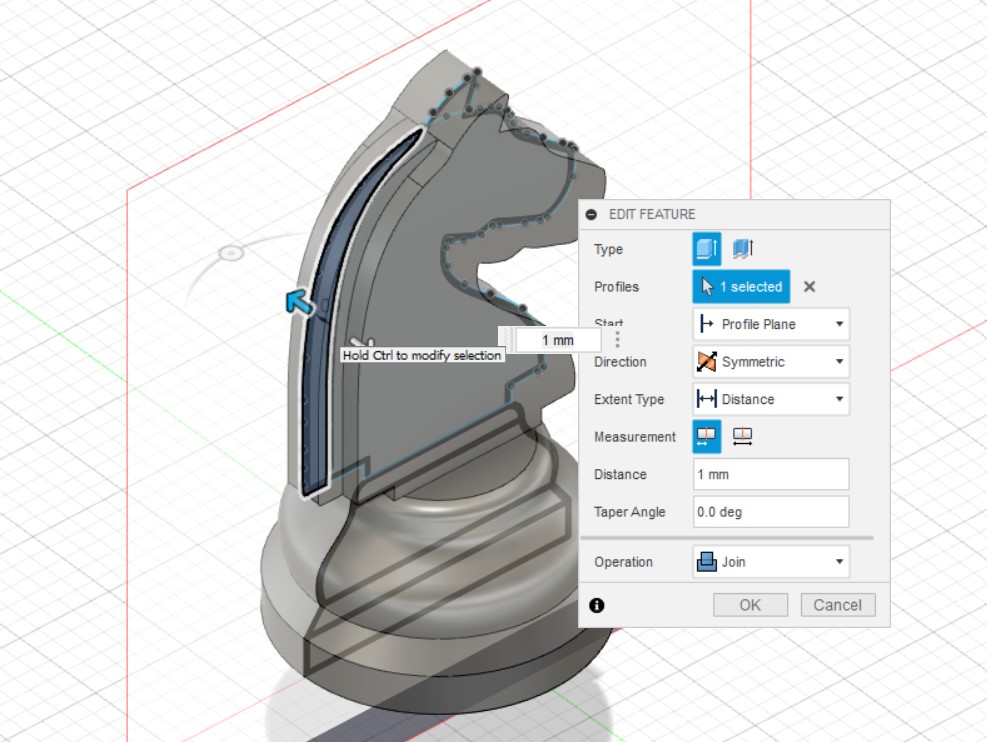 EDIT FEATURE
Type
Profiles
1 selected
Start
Profile Plane
1 mm
Hold Ctrl to modify selection
Direction
Symmetric
Extent Type
Distance
Measurement
Distance
1 mm
Taper Angle
0.0 deg
Operation
Join
OK
Cancel